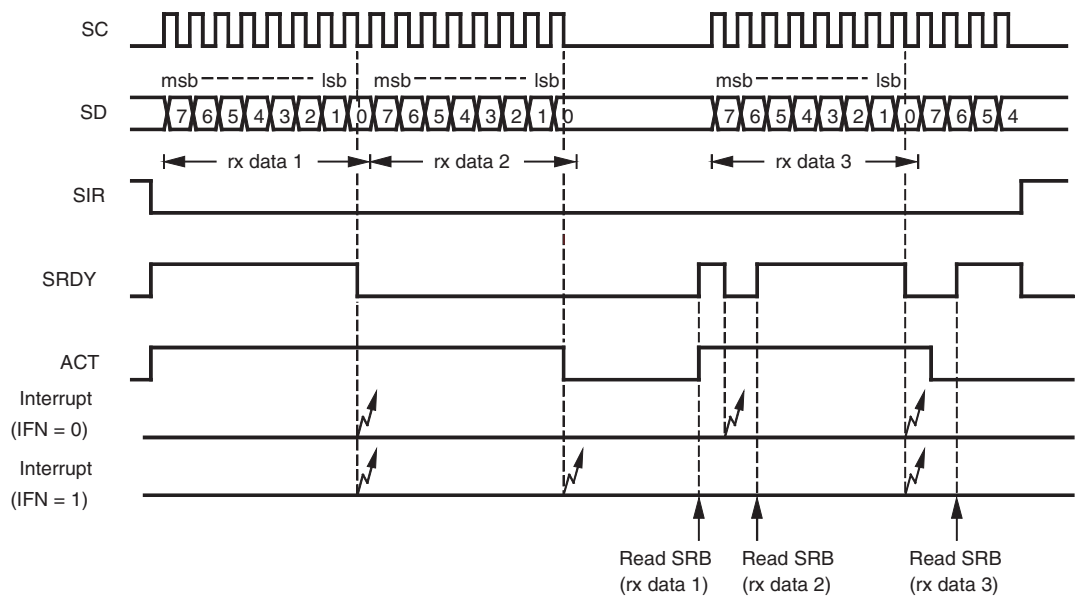 SC
msb lsb msb lsb msb lsb
SD 7 6 5 4 3 2 1 0 7 6 5 4 3 2 1 0 7 6 5 4 3 2 1 0 7 6 5 4
rx data 1 rx data 2 rx data 3
SIR
SRDY
ACT
Interrupt
(IFN = 0)
Interrupt
(IFN = 1)
Read SRB
(rx data 1)
Read SRB
(rx data 2)
Read SRB
(rx data 3)